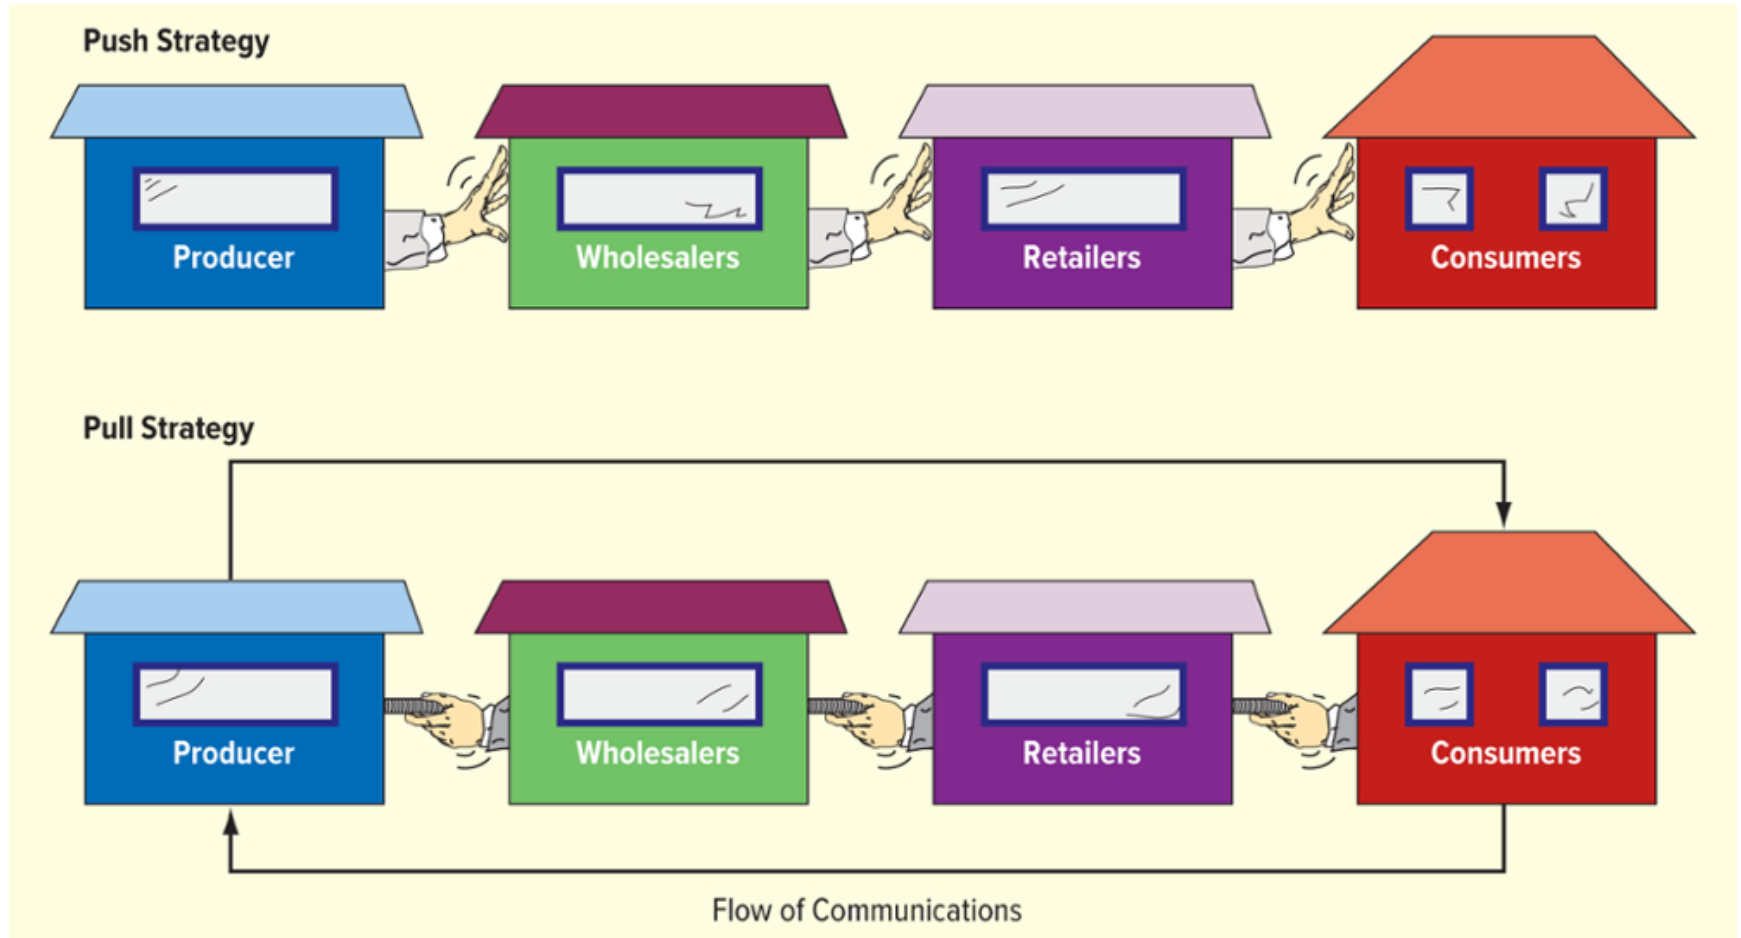 Push Strategy
Producer
Wholesalers
Retailers
Consumers
Pull Strategy
Producer
Wholesalers
Retailers
Consumers
Flow of Communications